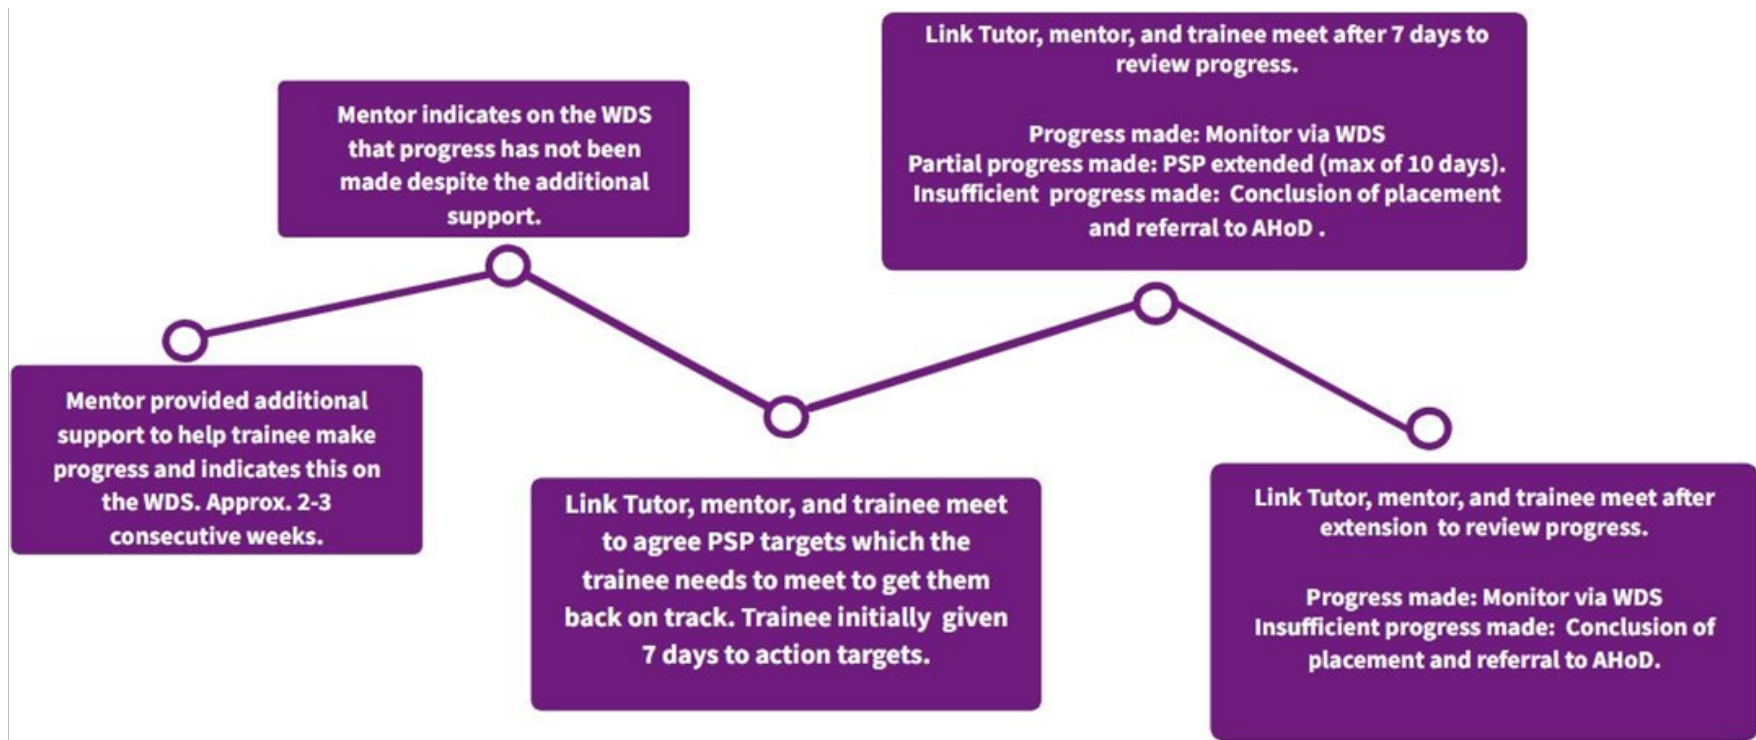 Mentor provided additional
support to help trainee make
progress and indicates this on
the WDS. Approx. 2-3
consecutive weeks.
Mentor indicates on the WDS
that progress has not been
made despite the additional
support.
Link Tutor, mentor, and trainee meet
to agree PSP targets which the
trainee needs to meet to get them
back on track. Trainee initially given
7 days to action targets.
Link Tutor, mentor, and trainee meet after 7 days to
review progress.
Progress made: Monitor via WDS
Partial progress made: PSP extended (max of 10 days).
Insufficient progress made: Conclusion of placement
and referral to AHoD .
Link Tutor, mentor, and trainee meet after
extension to review progress.
Progress made: Monitor via WDS
Insufficient progress made: Conclusion of
placement and referral to AHoD.